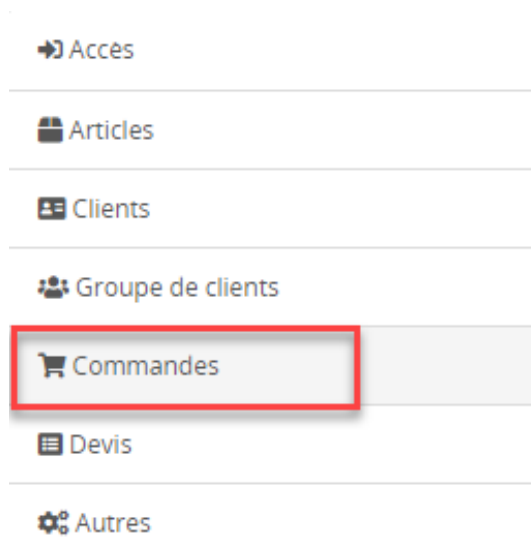 Accès
Articles
Clients
Groupe de clients
Commandes
Devis
Autres